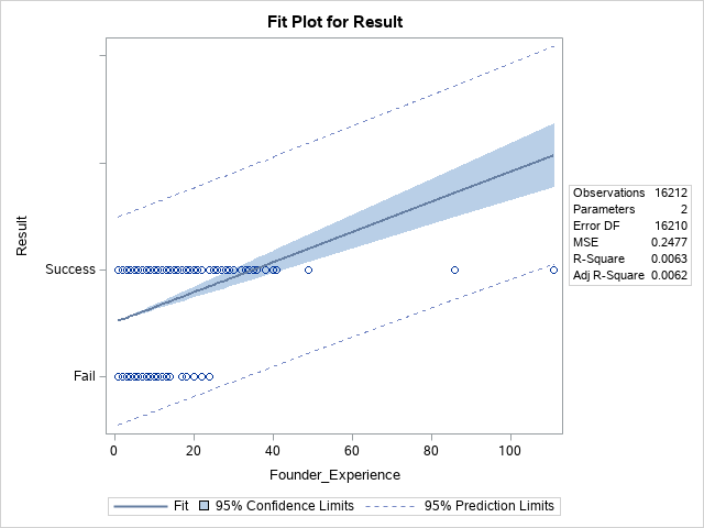 Fit Plot for Result
Result
Success
Fail
0 20 40 60 80 100
Founder_Experience
Observations 16212
Parameters 2
Error DF 16210
MSE 0.2477
R-Square 0.0063
Adj R-Square 0.0062
Fit 95% Confidence Limits 95% Prediction Limits